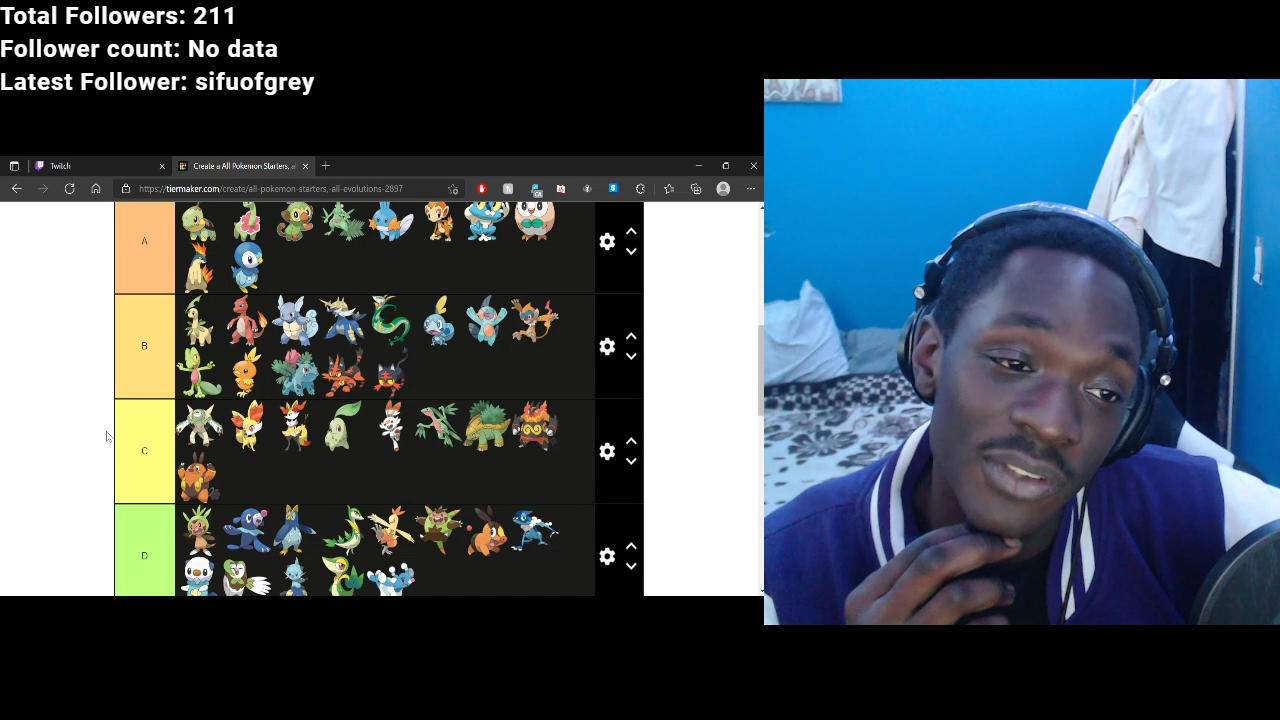 Total Followers: 211
Follower count: No data
Latest Follower: sifuofgrey
Twitch
Create a All Pokemon Starters, a
https://tiermaker.com/create/all-pokemon-starters,-all-evolutions-2897
A
B
C
D